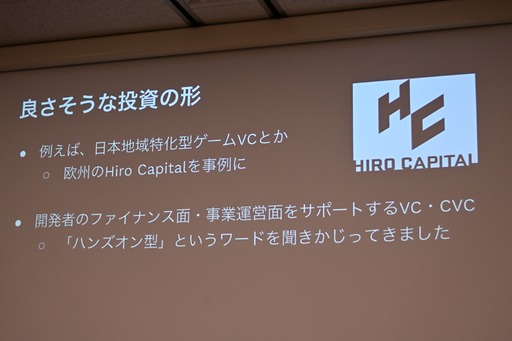 良さそうな投資の形
HC
HIRO CAPITAL
● 例えば、日本地域特化型ゲームVCとか
○ 欧州のHiro Capitalを事例に
● 開発者のファイナンス面・事業運営面をサポートするVC・CVC
○ 「ハンズオン型」というワードを聞きかじってきました